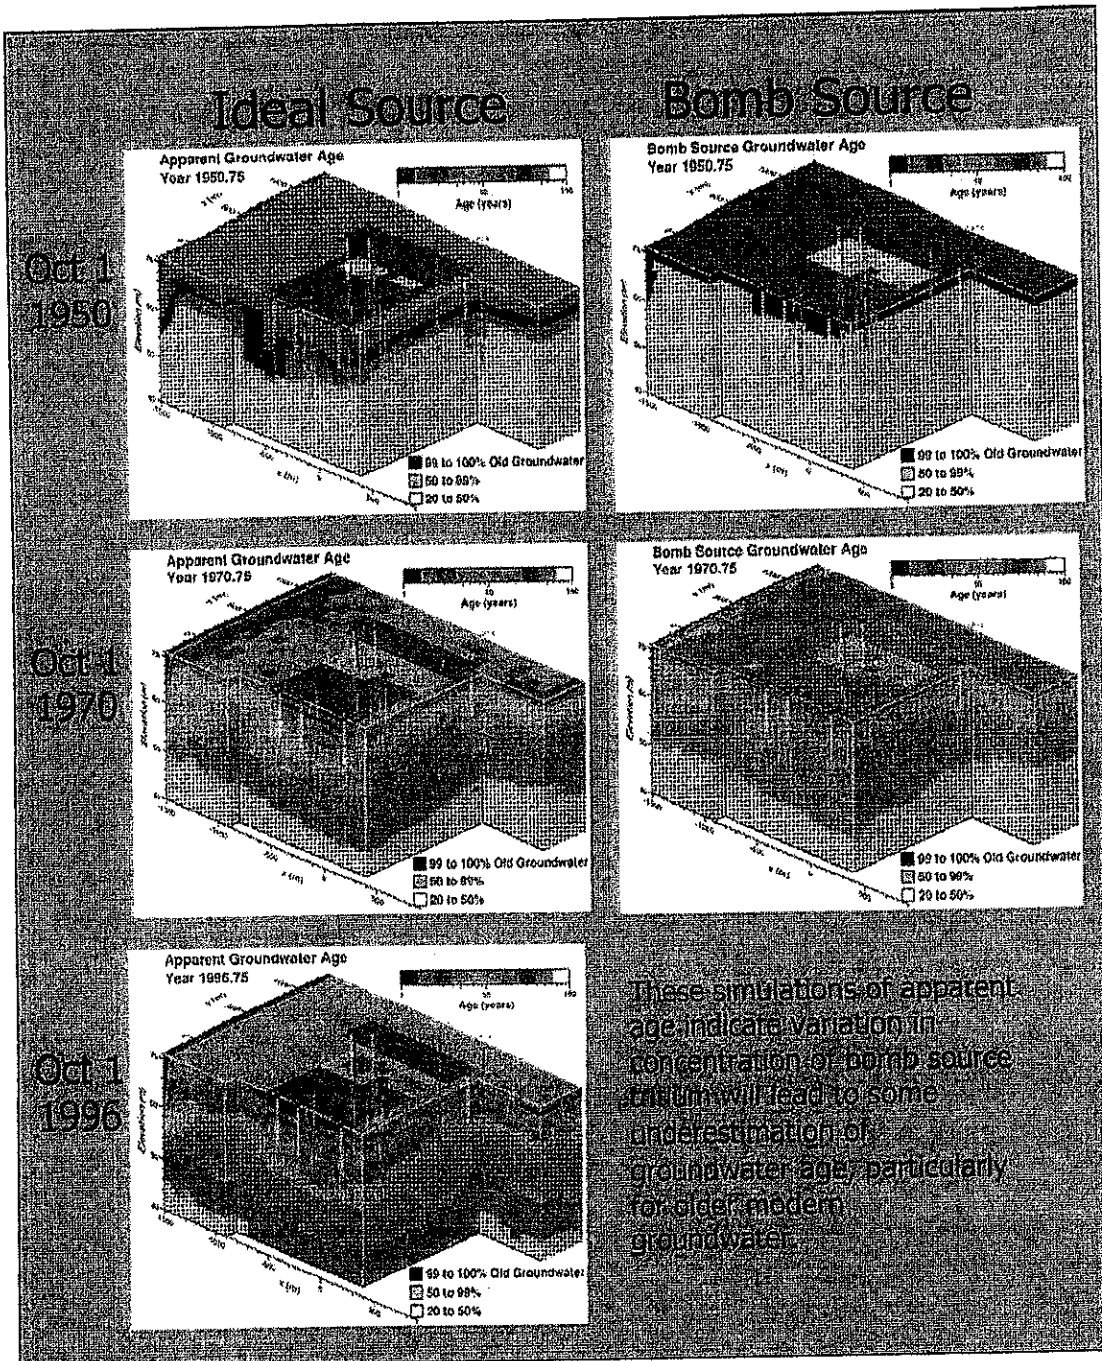 Ideal Source
Bomb Source
Oct 1
1950
Apparent Groundwater Age
Year 1950.75
Age (years)
Elevation (m)
x (m)
99 to 100% Old Groundwater
50 to 99%
20 to 50%
Bomb Source Groundwater Age
Year 1950.75
Age (years)
Elevation (m)
x (m)
99 to 100% Old Groundwater
50 to 99%
20 to 50%
Oct 1
1970
Apparent Groundwater Age
Year 1970.75
Age (years)
Elevation (m)
x (m)
99 to 100% Old Groundwater
50 to 99%
20 to 50%
Bomb Source Groundwater Age
Year 1970.75
Age (years)
Elevation (m)
x (m)
99 to 100% Old Groundwater
50 to 99%
20 to 50%
Oct 1
1996
Apparent Groundwater Age
Year 1996.75
Age (years)
Elevation (m)
x (m)
99 to 100% Old Groundwater
50 to 99%
20 to 50%
These simulations of apparent
age indicate variation in
concentration of bomb source
tritium will lead to some
underestimation of
groundwater age, particularly
for older modern
groundwater.